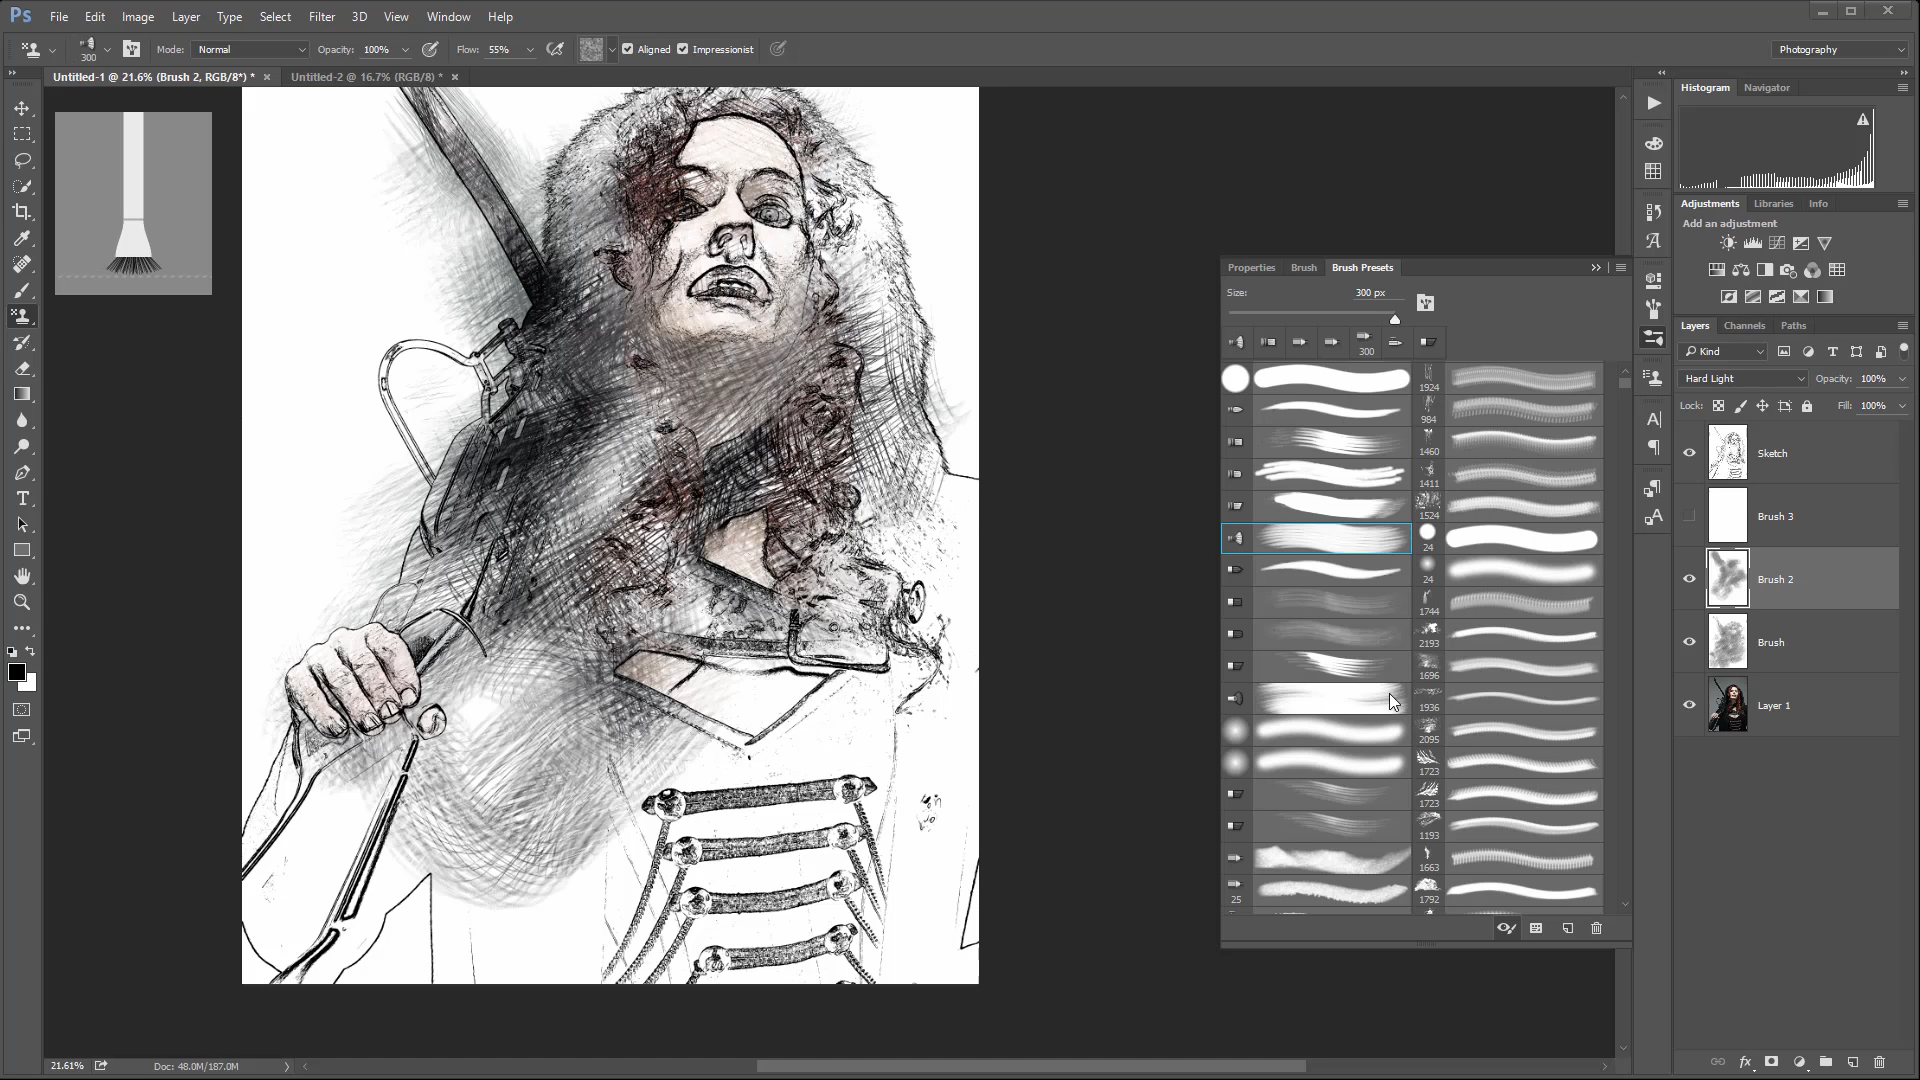 Ps File Edit Image Layer Type Select Filter 3D View Window Help
300 Mode: Normal Opacity: 100% Flow: 55% Aligned Impressionist Photography
Untitled-1 @ 21.6% (Brush 2, RGB/8*) * × Untitled-2 @ 16.7% (RGB/8) * ×
Histogram Navigator
Adjustments Libraries Info
Add an adjustment
Properties Brush Brush Presets
Size: 300 px
300
1924
984
1460
1411
1524
24
24
1744
2193
1696
1936
2095
1723
1723
1193
1663
25 1792
Layers Channels Paths
Kind
Hard Light Opacity: 100%
Lock: Fill: 100%
Sketch
Brush 3
Brush 2
Brush
Layer 1
fx
21.61% Doc: 48.0M/187.0M